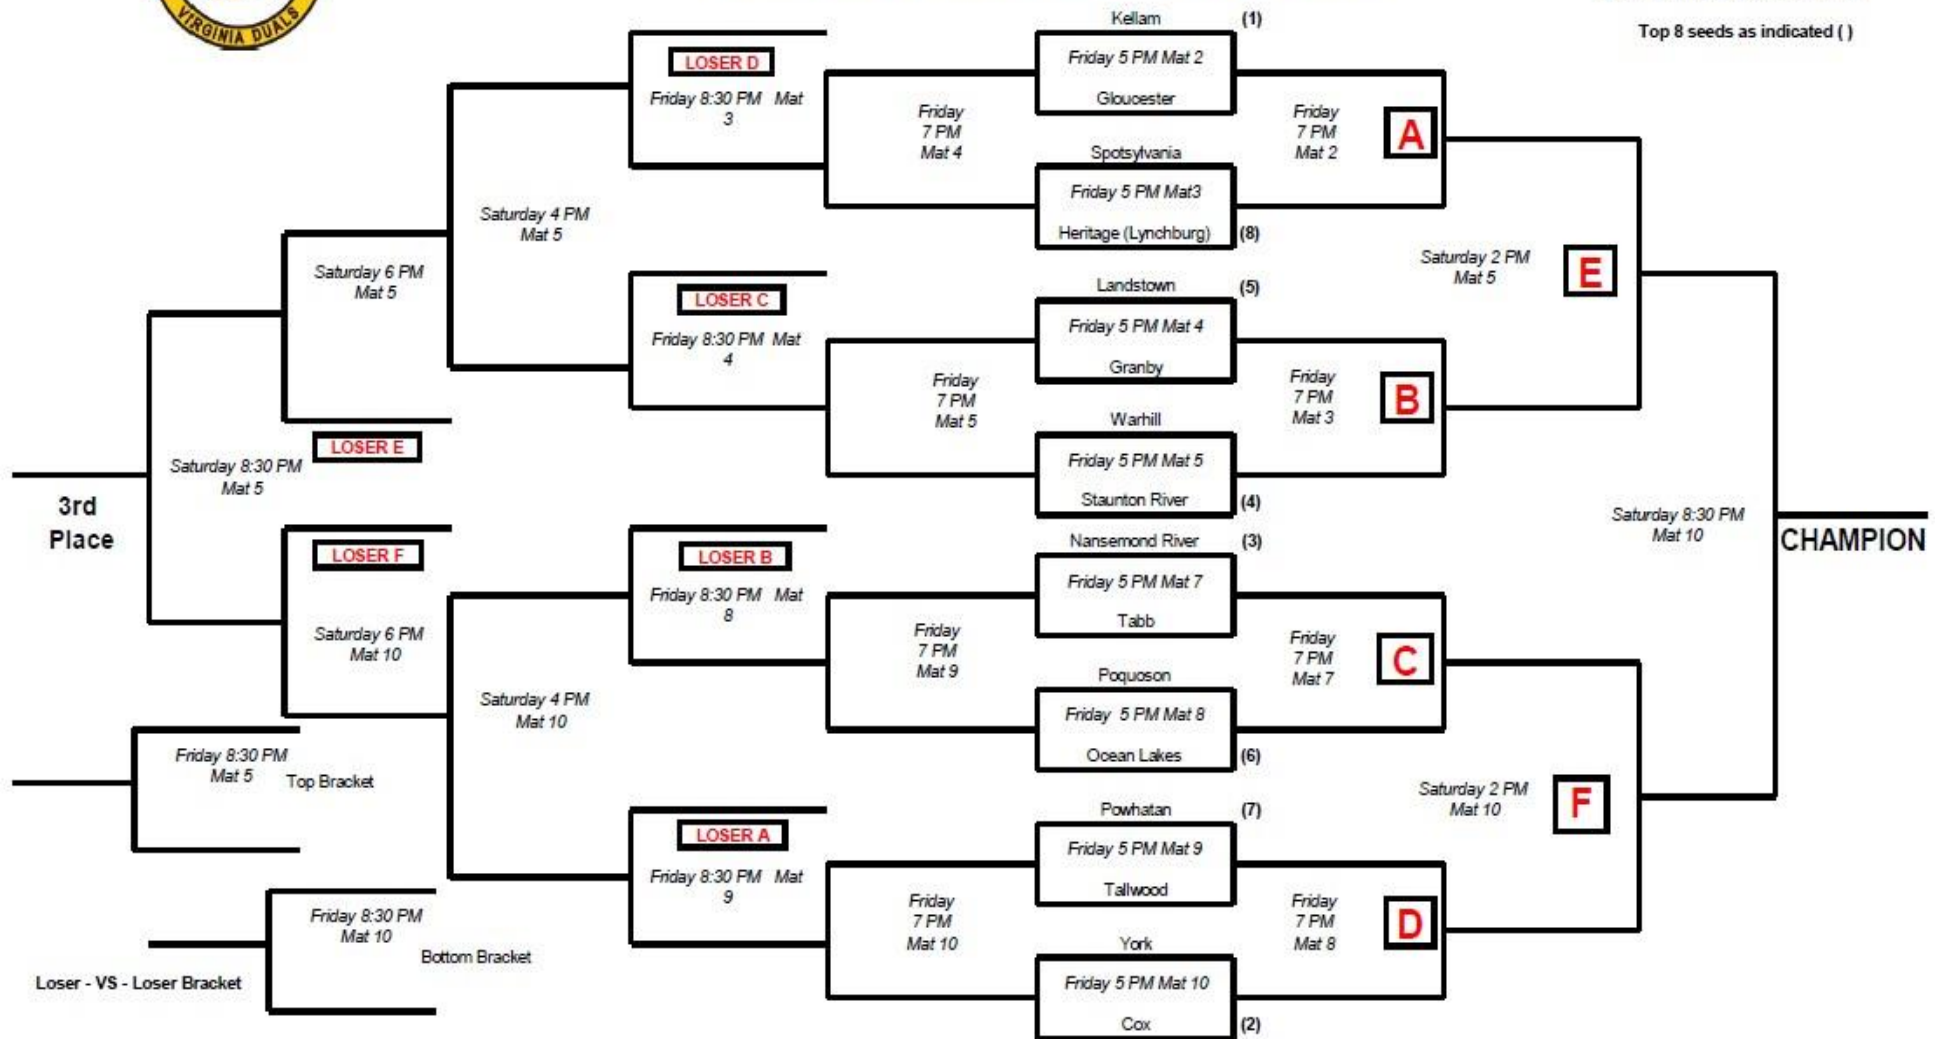 VIRGINIA DUALS
Top 8 seeds as indicated ( )
Kellam (1)
Friday 5 PM Mat 2
Gloucester
Spotsylvania
Friday 5 PM Mat3
Heritage (Lynchburg) (8)
Landstown (5)
Friday 5 PM Mat 4
Granby
Warhill
Friday 5 PM Mat 5
Staunton River (4)
Nansemond River (3)
Friday 5 PM Mat 7
Tabb
Poquoson
Friday 5 PM Mat 8
Ocean Lakes (6)
Powhatan (7)
Friday 5 PM Mat 9
Tallwood
York
Friday 5 PM Mat 10
Cox (2)
Friday
7 PM
Mat 2
A
Friday
7 PM
Mat 3
B
Friday
7 PM
Mat 7
C
Friday
7 PM
Mat 8
D
Saturday 2 PM
Mat 5
E
Saturday 2 PM
Mat 10
F
Saturday 8:30 PM
Mat 10
CHAMPION
Friday
7 PM
Mat 4
Friday
7 PM
Mat 5
Friday
7 PM
Mat 9
Friday
7 PM
Mat 10
LOSER D
Friday 8:30 PM Mat
3
LOSER C
Friday 8:30 PM Mat
4
LOSER B
Friday 8:30 PM Mat
8
LOSER A
Friday 8:30 PM Mat
9
Saturday 4 PM
Mat 5
Saturday 4 PM
Mat 10
Saturday 6 PM
Mat 5
LOSER E
LOSER F
Saturday 6 PM
Mat 10
Saturday 8:30 PM
Mat 5
3rd
Place
Friday 8:30 PM
Mat 5
Top Bracket
Friday 8:30 PM
Mat 10
Bottom Bracket
Loser - VS - Loser Bracket